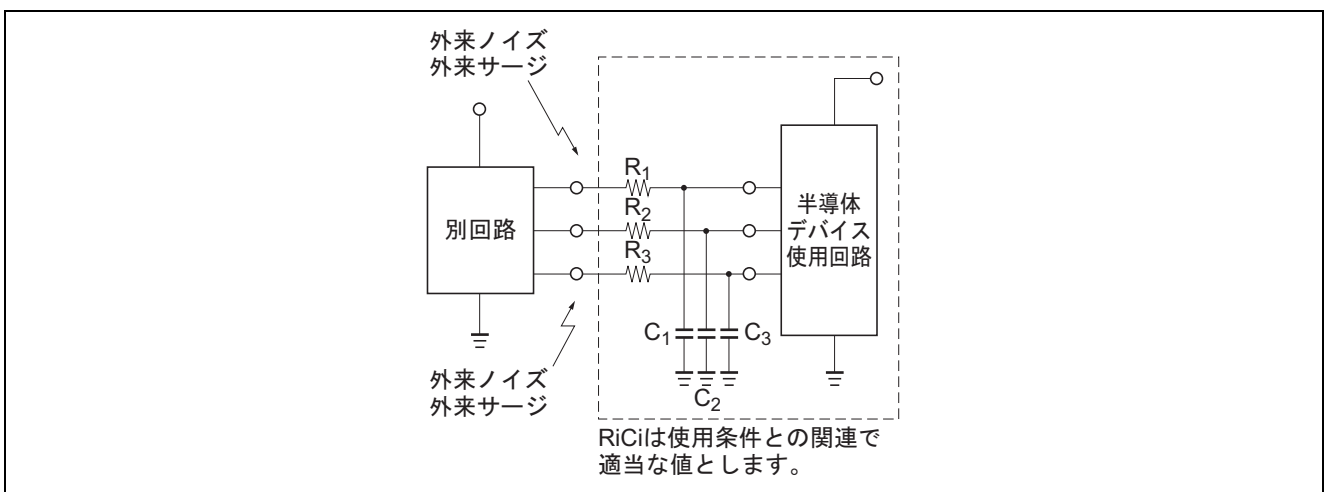 外来ノイズ
外来サージ
別回路
R1
R2
R3
半導体
デバイス
使用回路
C1
C3
C2
外来ノイズ
外来サージ
RiCiは使用条件との関連で
適当な値とします。